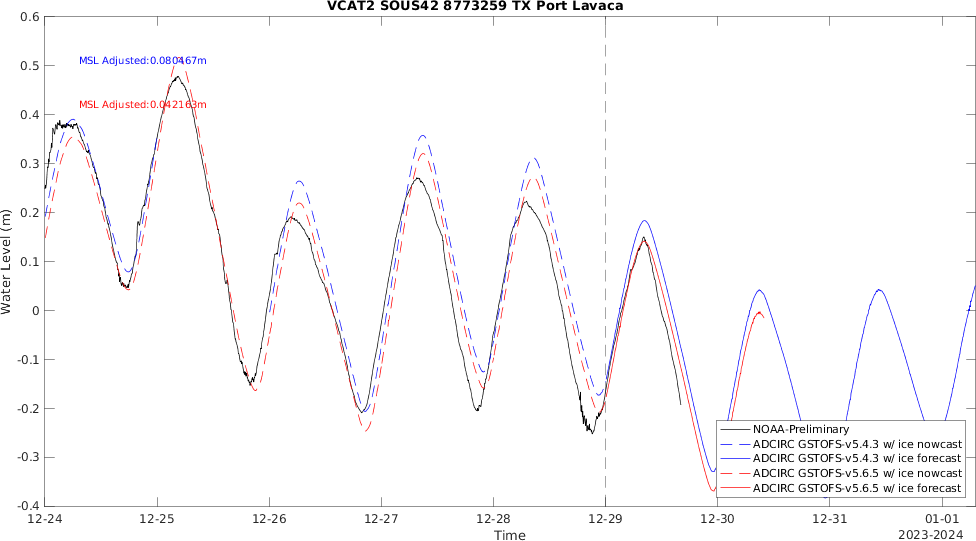 VCAT2 SOUS42 8773259 TX Port Lavaca
0.6
0.5
0.4
0.3
0.2
0.1
0
-0.1
-0.2
-0.3
-0.4
Water Level (m)
MSL Adjusted:0.080467m
MSL Adjusted:0.042163m
NOAA-Preliminary
ADCIRC GSTOFS-v5.4.3 w/ ice nowcast
ADCIRC GSTOFS-v5.4.3 w/ ice forecast
ADCIRC GSTOFS-v5.6.5 w/ ice nowcast
ADCIRC GSTOFS-v5.6.5 w/ ice forecast
12-24 12-25 12-26 12-27 12-28 12-29 12-30 12-31 01-01
Time
2023-2024